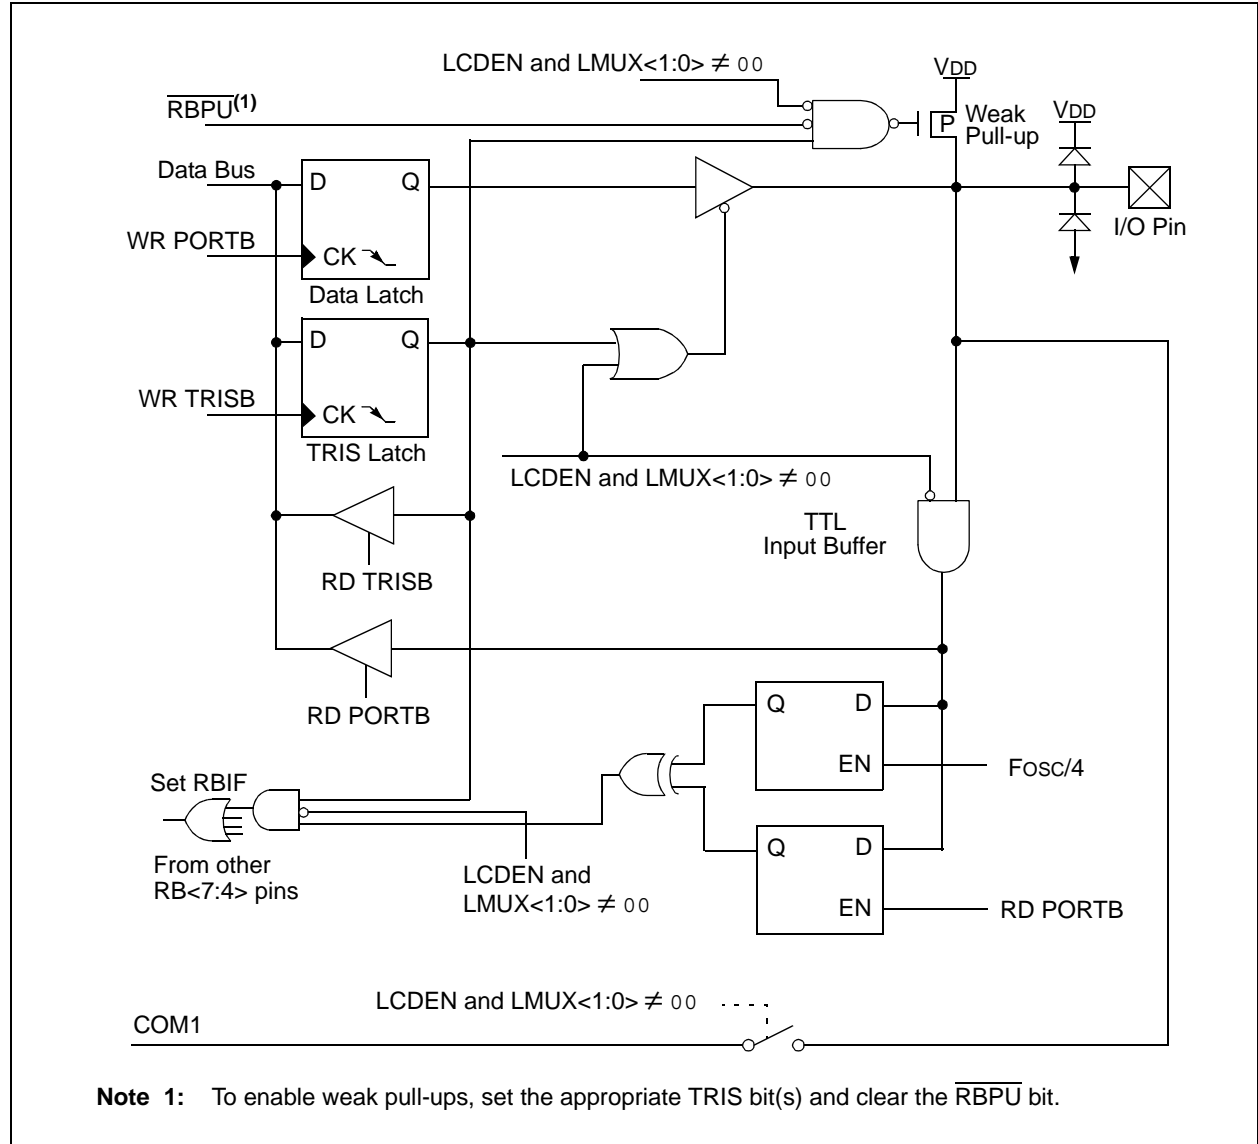 LCDEN and LMUX<1:0> ≠ 00
VDD
RBPU(1)
P
Weak
Pull-up
VDD
Data Bus
D
Q
I/O Pin
WR PORTB
CK
Data Latch
D
Q
WR TRISB
CK
TRIS Latch
LCDEN and LMUX<1:0> ≠ 00
TTL
Input Buffer
RD TRISB
RD PORTB
Q
D
EN
FOSC/4
Set RBIF
From other
RB<7:4> pins
LCDEN and
LMUX<1:0> ≠ 00
Q
D
EN
RD PORTB
LCDEN and LMUX<1:0> ≠ 00
COM1
Note 1: To enable weak pull-ups, set the appropriate TRIS bit(s) and clear the RBPU bit.